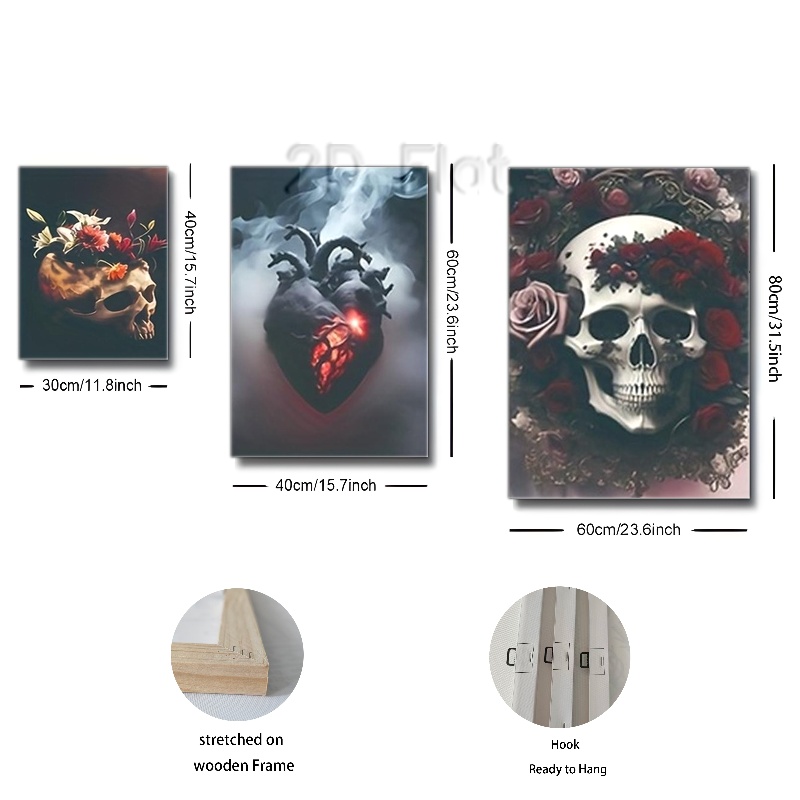 2D Flat
40cm/15.7inch
30cm/11.8inch
60cm/23.6inch
40cm/15.7inch
80cm/31.5inch
60cm/23.6inch
stretched on
wooden Frame
Hook
Ready to Hang